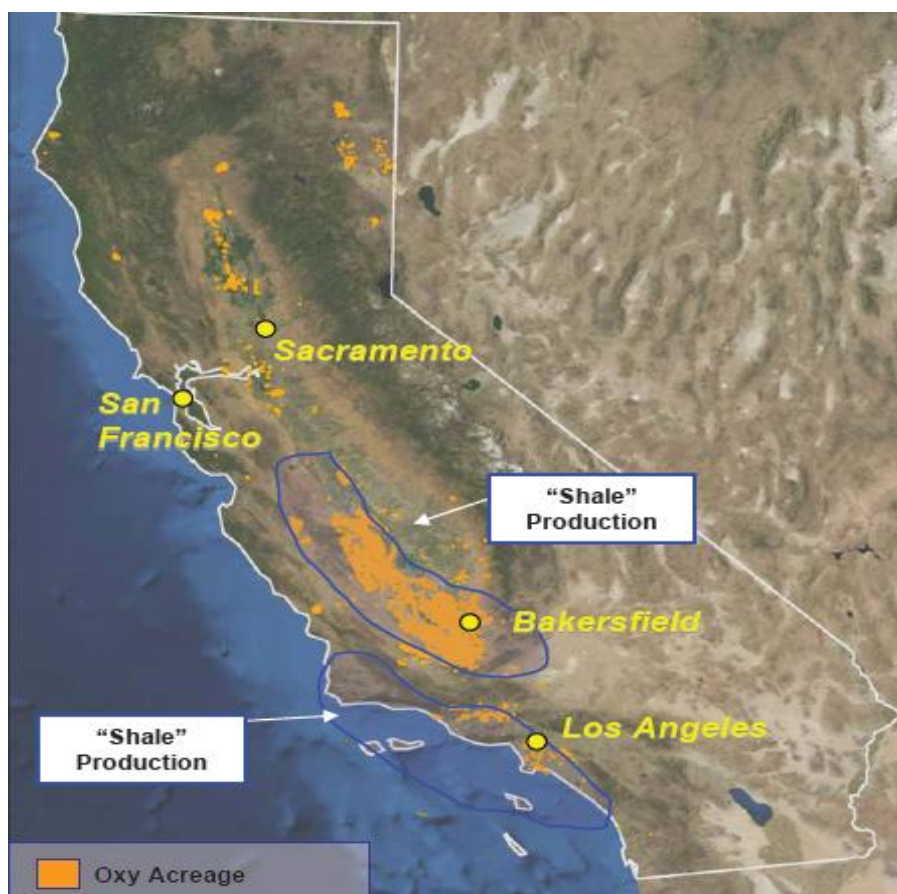 Sacramento
San
Francisco
“Shale”
Production
Bakersfield
Los Angeles
“Shale”
Production
Oxy Acreage